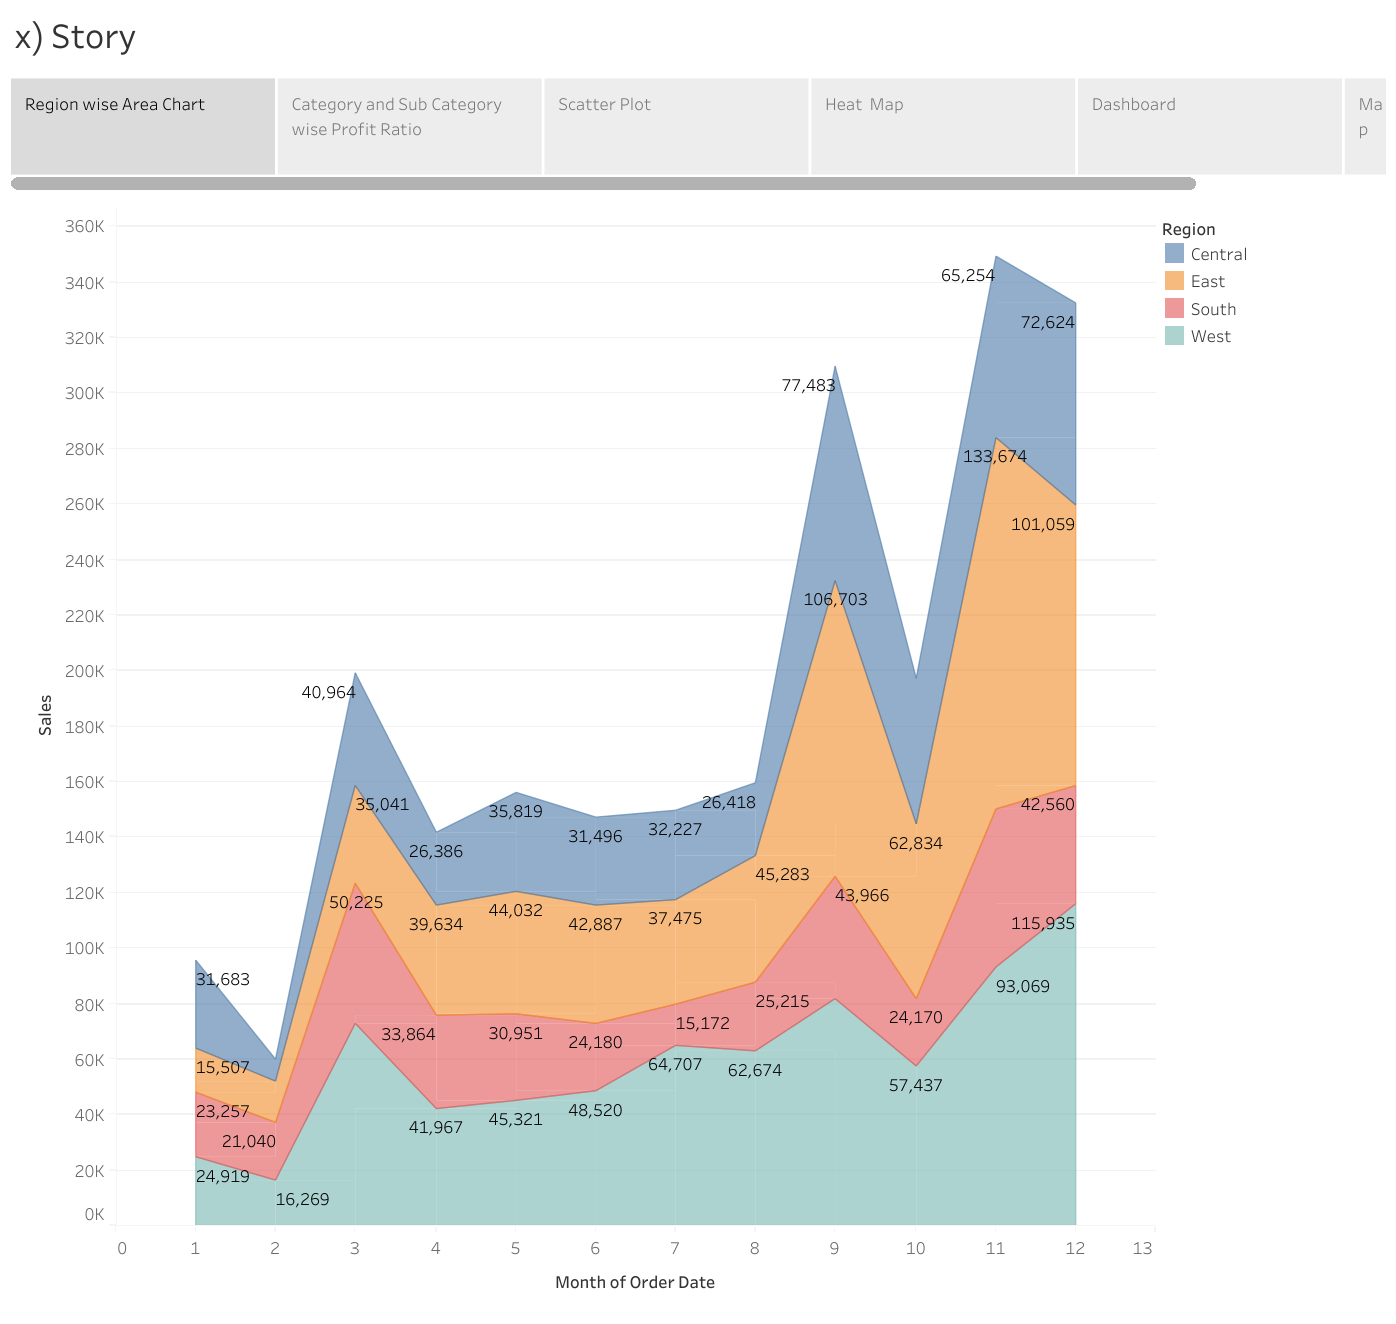 x) Story
Region wise Area Chart
Category and Sub Category
wise Profit Ratio
Scatter Plot
Heat Map
Dashboard
Ma
p
360K
340K
320K
300K
280K
260K
240K
220K
200K
180K
160K
140K
120K
100K
80K
60K
40K
20K
0K
Sales
65,254
72,624
77,483
133,674
101,059
106,703
40,964
35,041
26,386
35,819
31,496
32,227
26,418
62,834
42,560
50,225
39,634
44,032
42,887
37,475
45,283
43,966
115,935
31,683
33,864
30,951
24,180
15,172
25,215
24,170
93,069
15,507
64,707
62,674
57,437
23,257
21,040
41,967
45,321
48,520
24,919
16,269
0 1 2 3 4 5 6 7 8 9 10 11 12 13
Month of Order Date
Region
Central
East
South
West